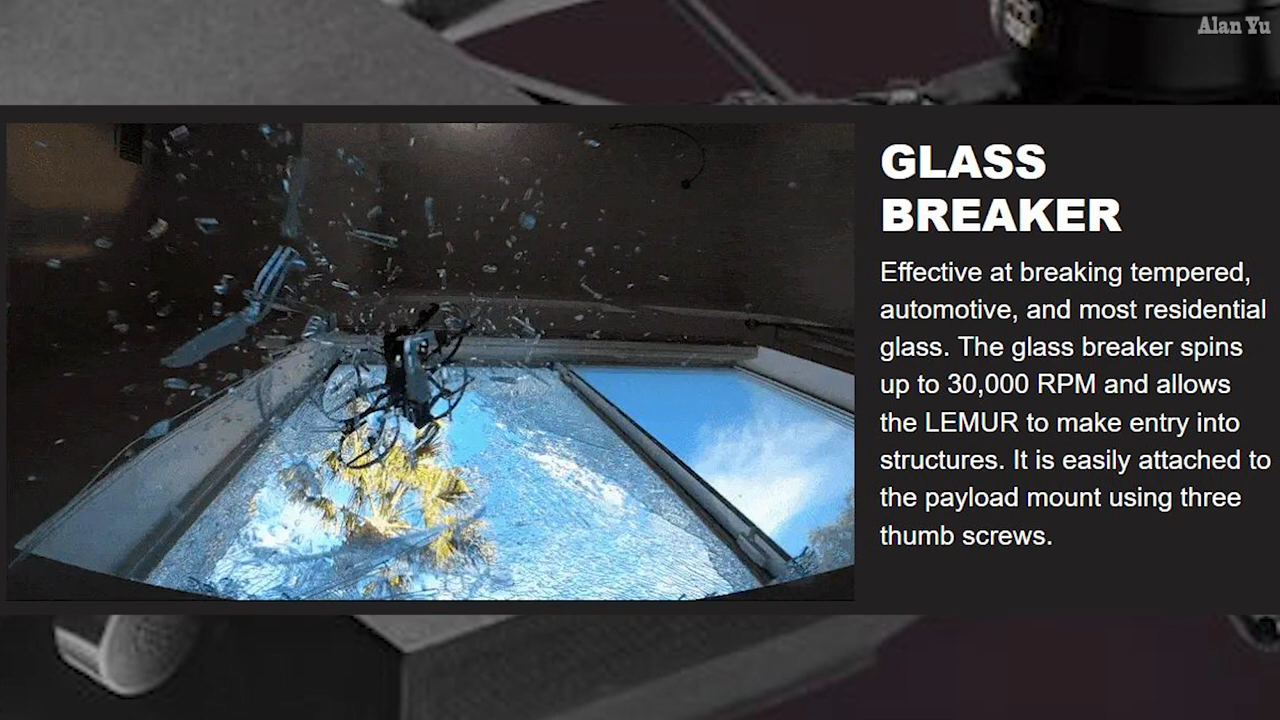 Alan Yu
GLASS
BREAKER
Effective at breaking tempered,
automotive, and most residential
glass. The glass breaker spins
up to 30,000 RPM and allows
the LEMUR to make entry into
structures. It is easily attached to
the payload mount using three
thumb screws.